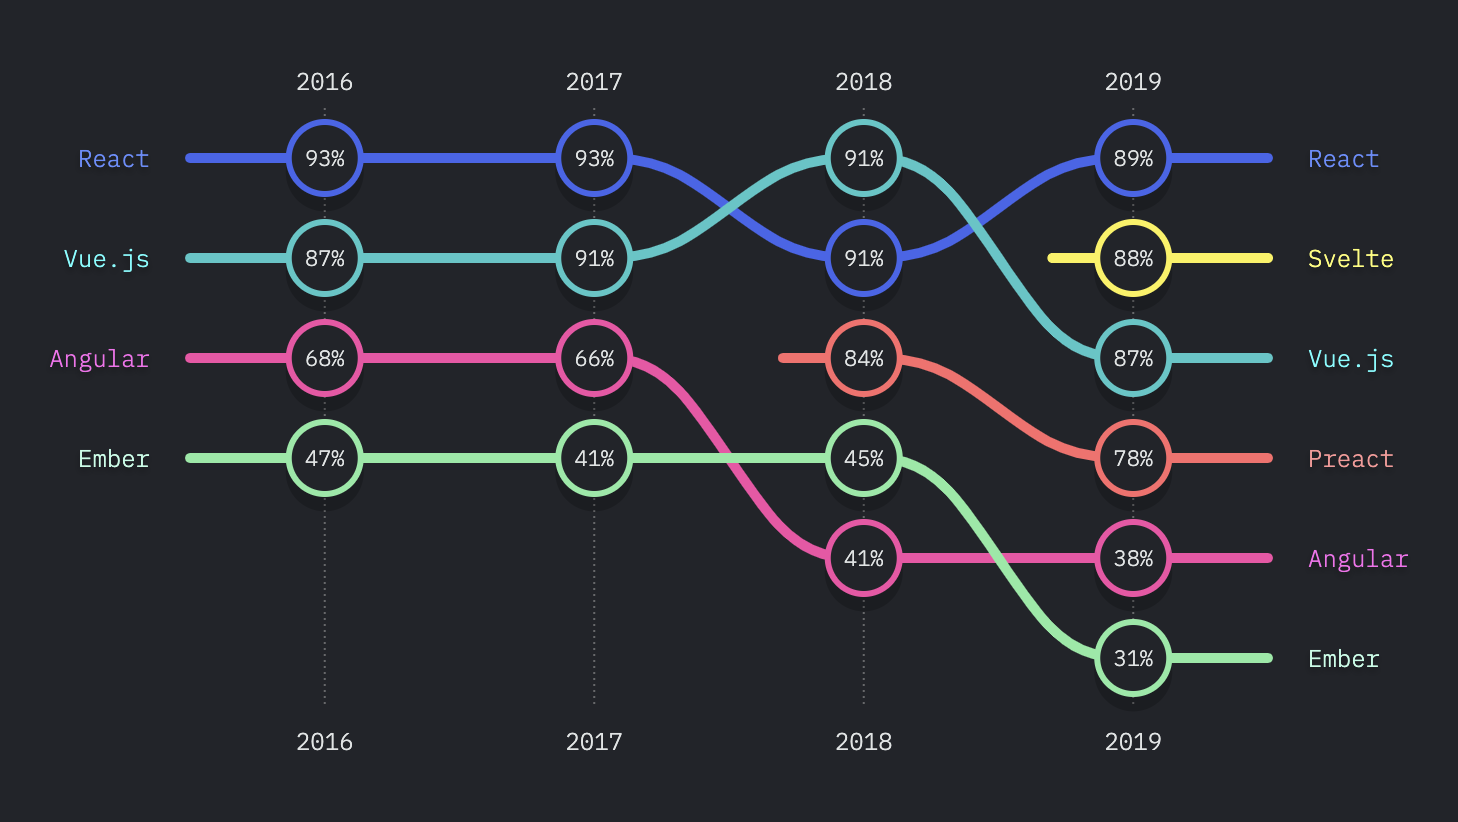 2016 2017 2018 2019
React 93% 93% 91% 89% React
Vue.js 87% 91% 91% 88% Svelte
Angular 68% 66% 84% 87% Vue.js
Ember 47% 41% 45% 78% Preact
41% 38% Angular
31% Ember
2016 2017 2018 2019